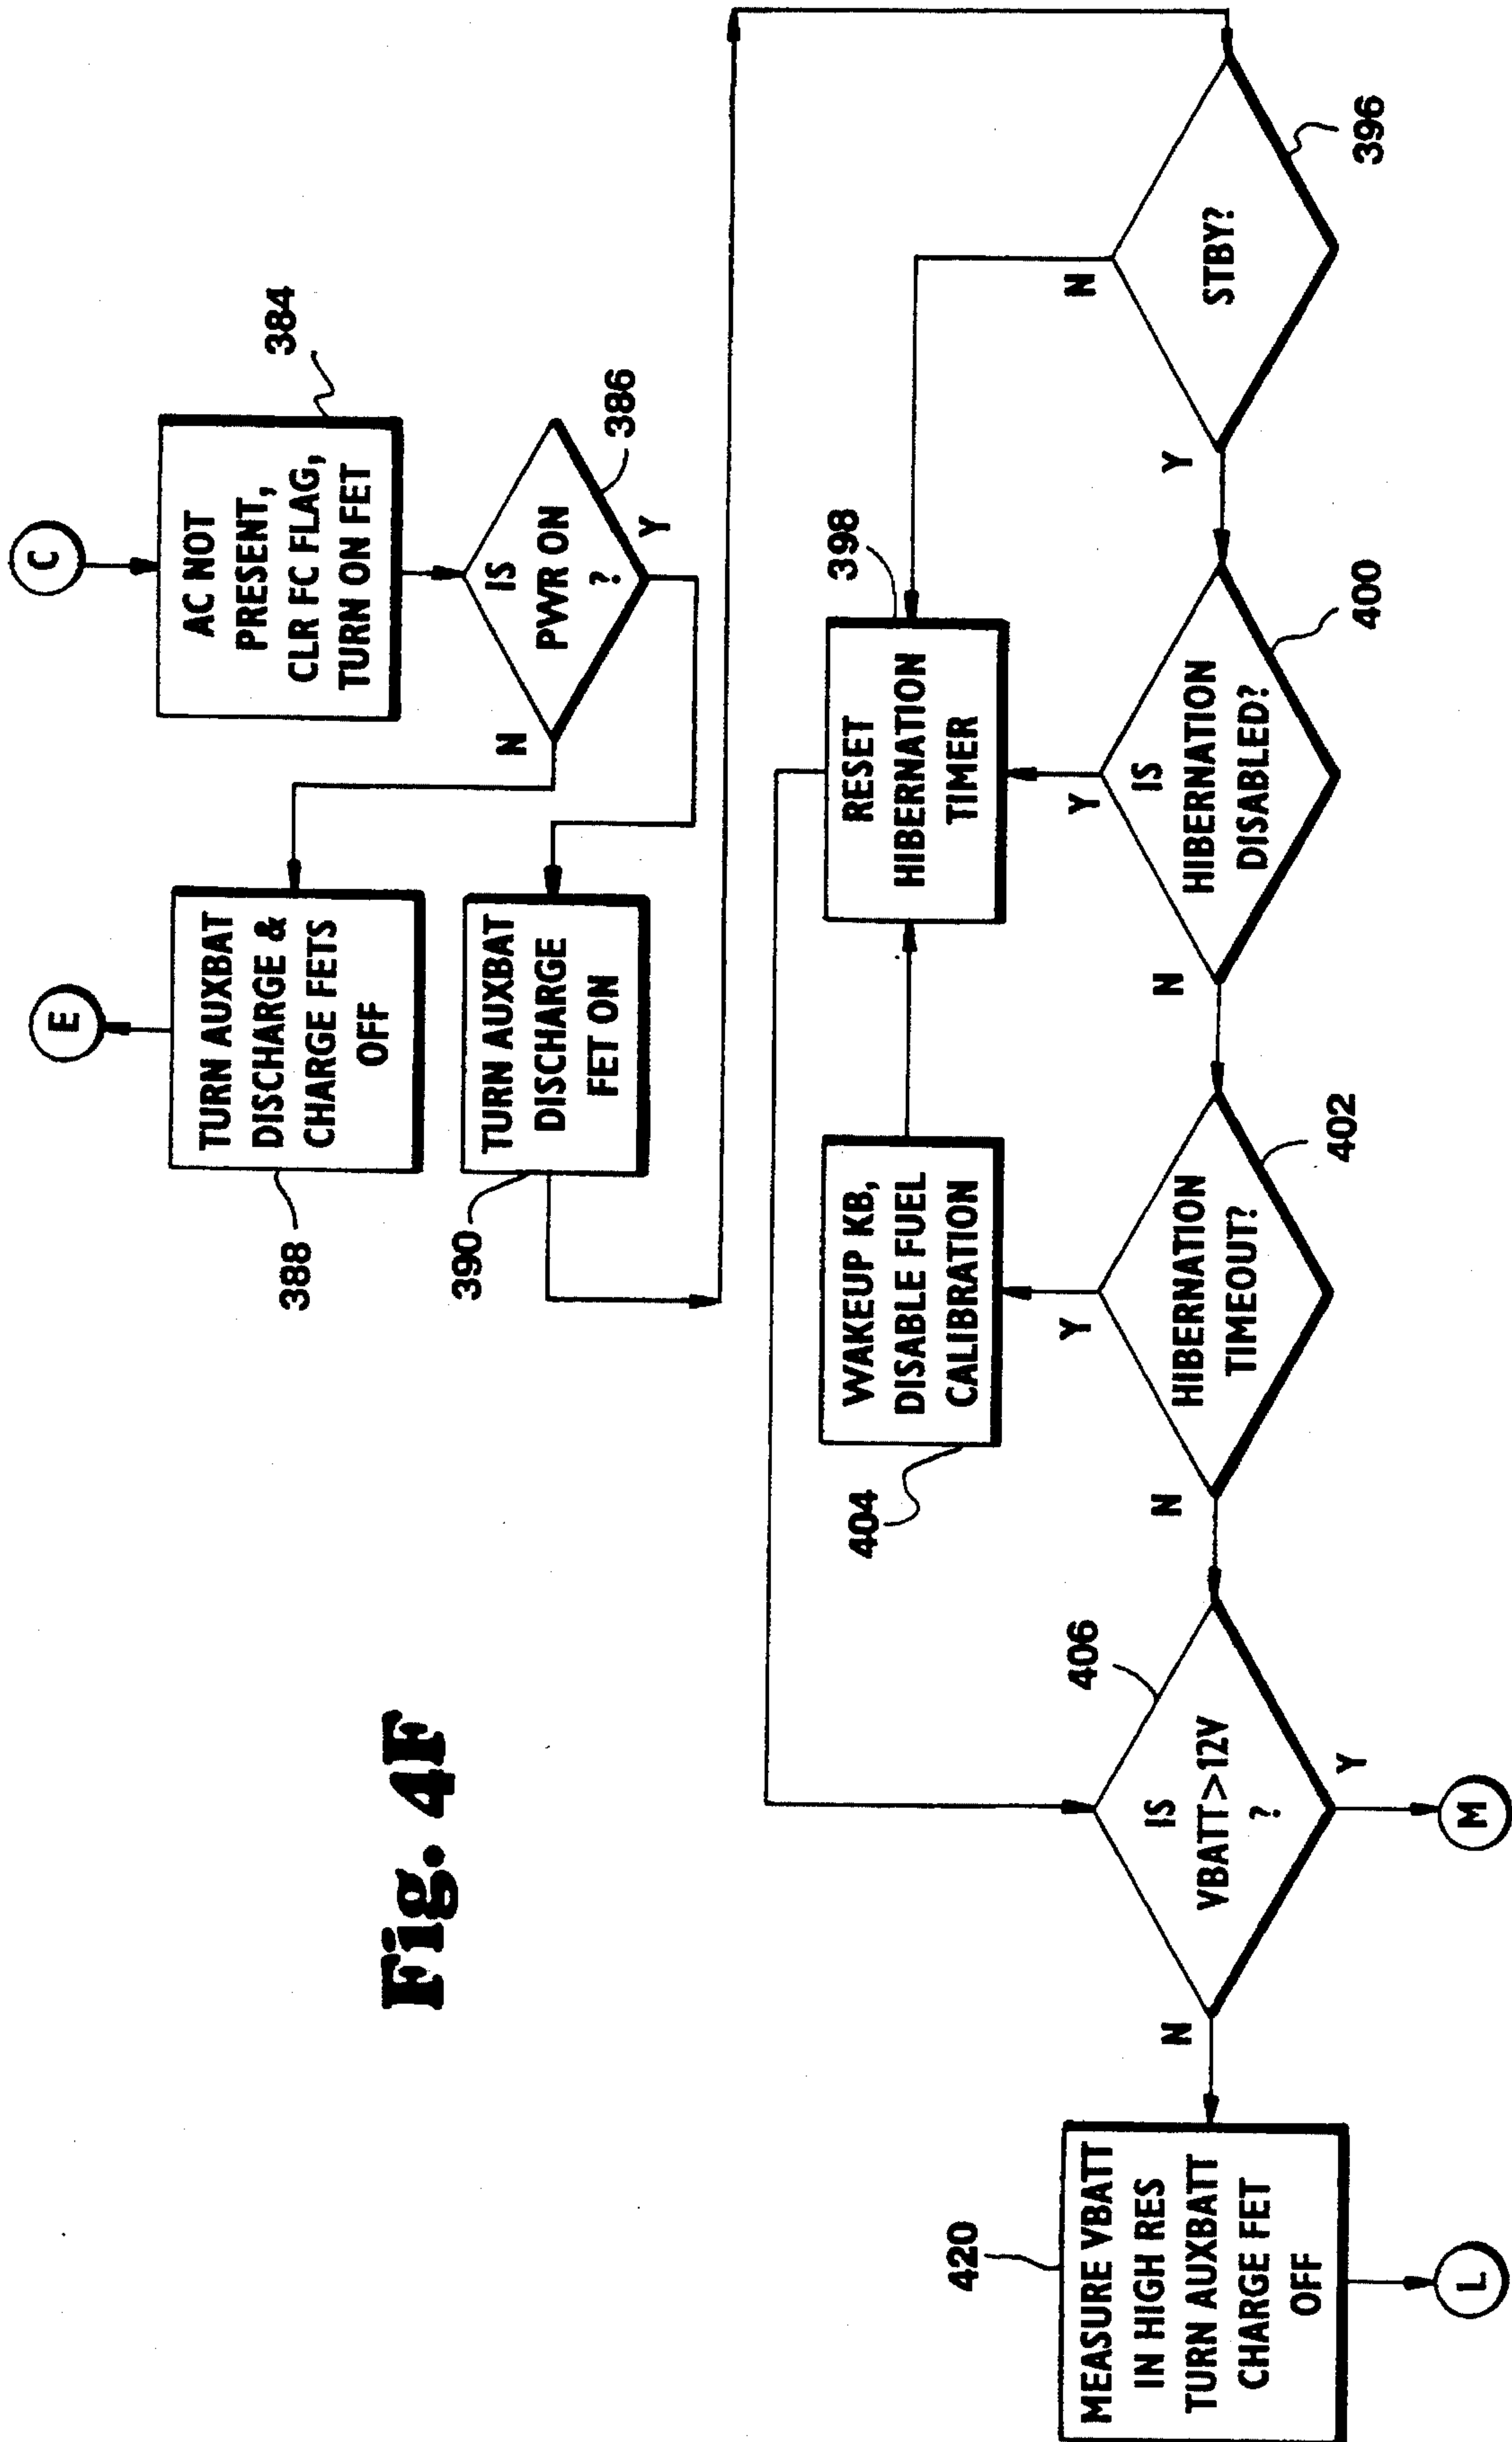 C
AC NOT
PRESENT,
CLR FC FLAG,
TURN ON FET
384
IS
PWR ON
?
386
N
Y
E
TURN AUXBAT
DISCHARGE &
CHARGE FETS
OFF
388
TURN AUXBAT
DISCHARGE
FET ON
390
STBY?
396
N
Y
RESET
HIBERNATION
TIMER
398
IS
HIBERNATION
DISABLED?
400
Y
N
HIBERNATION
TIMEOUT?
402
Y
N
WAKEUP KB,
DISABLE FUEL
CALIBRATION
404
IS
VBATT>12V
?
406
N
Y
M
MEASURE VBATT
IN HIGH RES
TURN AUXBATT
CHARGE FET
OFF
420
L
Fig. 4F